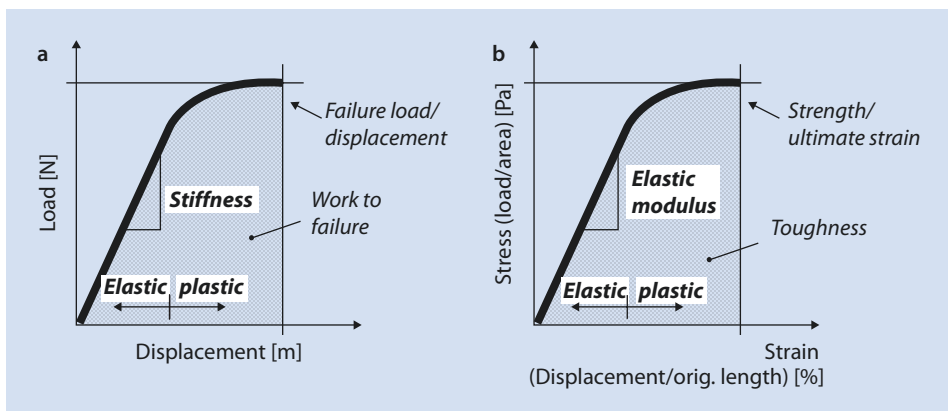 a
Load [N]
Failure load/
displacement
Stiffness
Work to
failure
Elastic plastic
Displacement [m]
b
Stress (load/area) [Pa]
Strength/
ultimate strain
Elastic
modulus
Toughness
Elastic plastic
Strain
(Displacement/orig. length) [%]